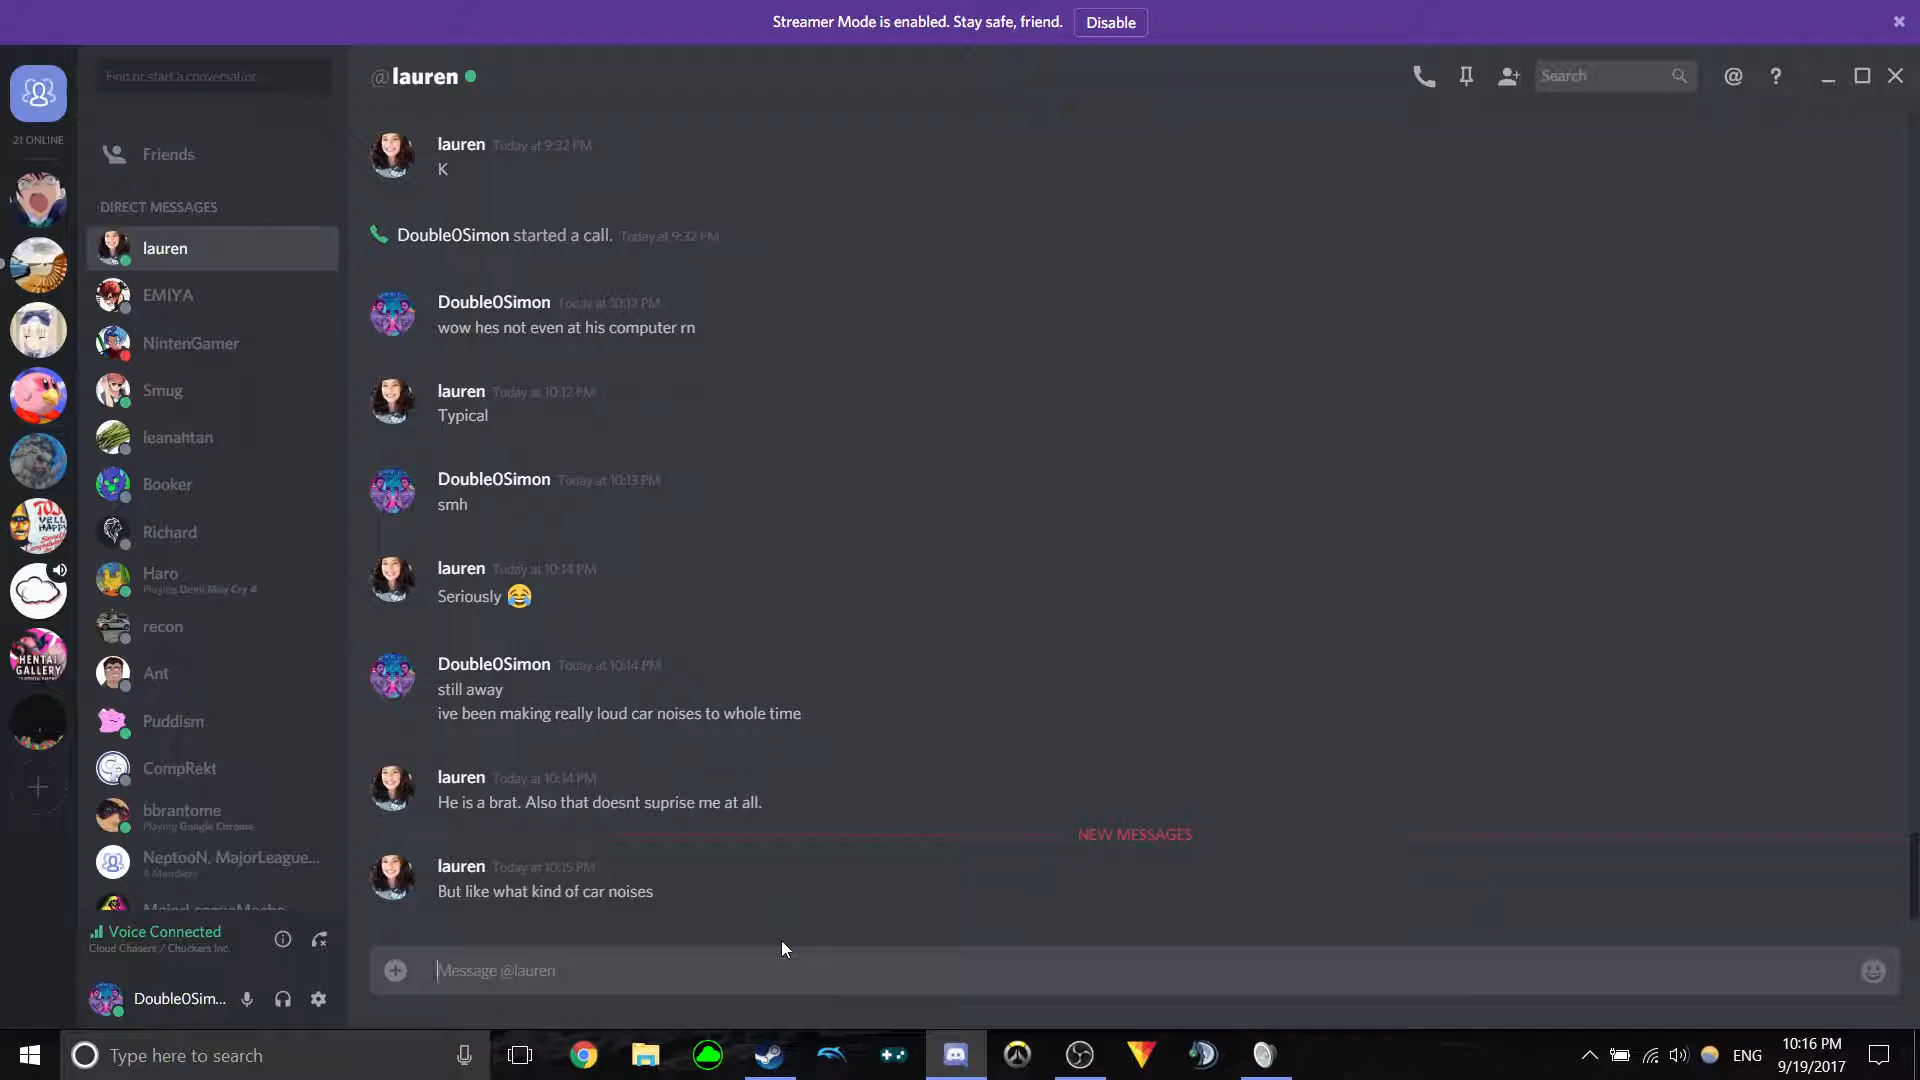 Streamer Mode is enabled. Stay safe, friend.
Disable
Find or start a conversation
@lauren
Search
21 ONLINE
Friends
DIRECT MESSAGES
lauren
EMIYA
NintenGamer
Smug
leanahtan
Booker
Richard
Haro
Playing Devil May Cry 4
recon
Ant
Puddism
CompRekt
bbrantome
Playing Google Chrome
NeptooN, MajorLeague...
HENTAI
GALLERY
Voice Connected
Cloud Chasers / Chuckers Inc.
Double0Sim...
lauren Today at 9:32 PM
K
Double0Simon started a call. Today at 9:32 PM
Double0Simon Today at 10:12 PM
wow hes not even at his computer rn
lauren Today at 10:12 PM
Typical
Double0Simon Today at 10:13 PM
smh
lauren Today at 10:14 PM
Seriously 😂
Double0Simon Today at 10:14 PM
still away
ive been making really loud car noises to whole time
lauren Today at 10:14 PM
He is a brat. Also that doesnt suprise me at all.
NEW MESSAGES
lauren Today at 10:15 PM
But like what kind of car noises
Message @lauren
Type here to search
ENG
10:16 PM
9/19/2017